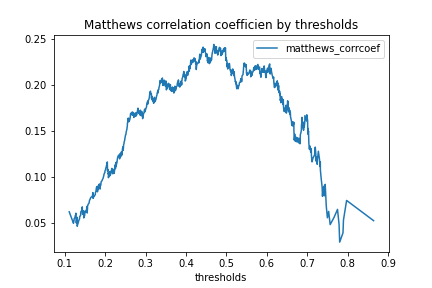 Matthews correlation coefficien by thresholds
matthews_corrcoef
0.25
0.20
0.15
0.10
0.05
0.1 0.2 0.3 0.4 0.5 0.6 0.7 0.8 0.9
thresholds